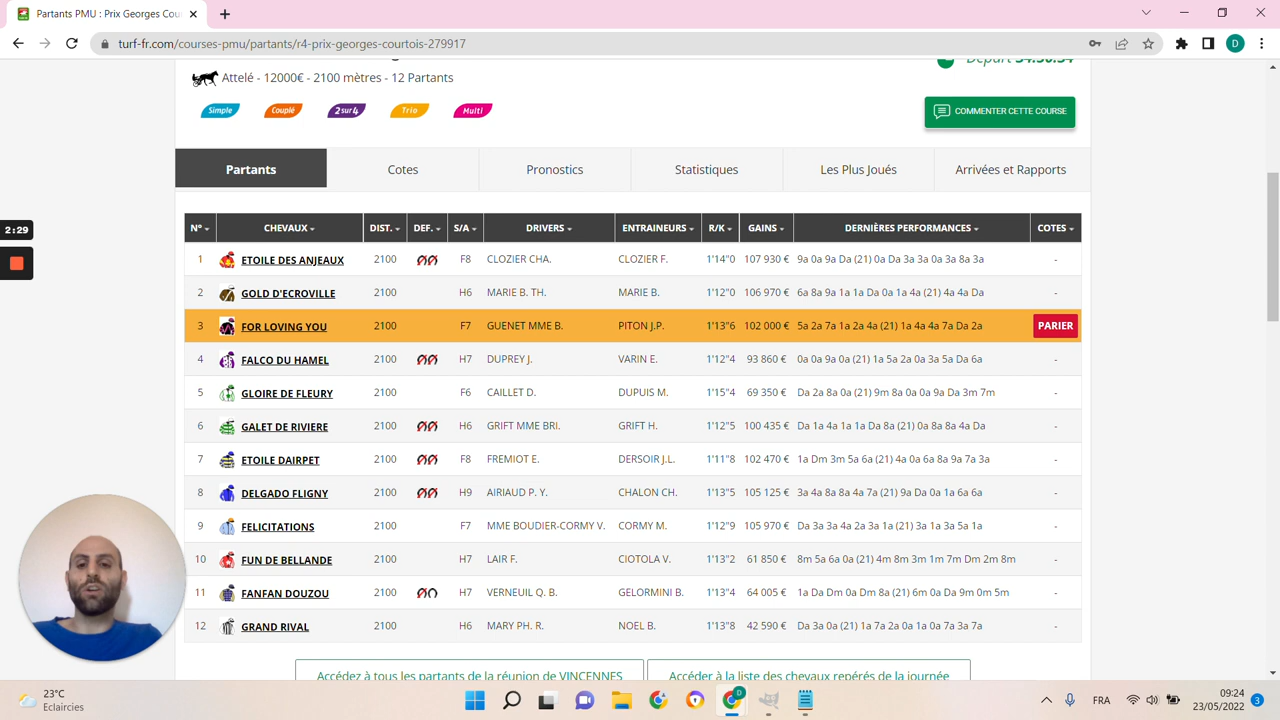 Partants PMU : Prix Georges Cou
turf-fr.com/courses-pmu/partants/r4-prix-georges-courtois-279917
D
Attelé - 12000€ - 2100 mètres - 12 Partants
Simple Couplé 2sur4 Trio Multi
COMMENTER CETTE COURSE
Partants Cotes Pronostics Statistiques Les Plus Joués Arrivées et Rapports
2:29
N° CHEVAUX DIST. DEF. S/A DRIVERS ENTRAINEURS R/K GAINS DERNIÈRES PERFORMANCES COTES
1 ETOILE DES ANJEAUX 2100 F8 CLOZIER CHA. CLOZIER F. 1'14"0 107 930 € 9a 0a 9a Da (21) 0a Da 3a 3a 3a 3a 8a 3a -
2 GOLD D'ECROVILLE 2100 H6 MARIE B. TH. MARIE B. 1'12"0 106 970 € 6a 8a 9a 1a 1a Da 0a 1a 4a (21) 4a 4a Da -
3 FOR LOVING YOU 2100 F7 GUENET MME B. PITON J.P. 1'13"6 102 000 € 5a 2a 7a 1a 2a 4a (21) 1a 4a 4a 7a Da 2a PARIER
4 FALCO DU HAMEL 2100 H7 DUPREY J. VARIN E. 1'12"4 93 860 € 0a 0a 9a 0a (21) 1a 5a 2a 0a 3a 5a Da 6a -
5 GLOIRE DE FLEURY 2100 F6 CAILLET D. DUPUIS M. 1'15"4 69 350 € Da 2a 8a 0a (21) 9m 8a 0a 0a 9a Da 3m 7m -
6 GALET DE RIVIERE 2100 H6 GRIFT MME BRI. GRIFT H. 1'12"5 100 435 € Da 1a 4a 1a 1a Da 8a (21) 0a 8a 8a 4a Da -
7 ETOILE DAIRPET 2100 F8 FREMIOT E. DERSOIR J.L. 1'11"8 102 470 € 1a Dm 3m 5a 6a (21) 4a 0a 6a 8a 9a 7a 3a -
8 DELGADO FLIGNY 2100 H9 AIRIAUD P. Y. CHALON CH. 1'13"5 105 125 € 3a 4a 8a 8a 4a 7a (21) 9a Da 0a 1a 6a 6a -
9 FELICITATIONS 2100 F7 MME BOUDIER-CORMY V. CORMY M. 1'12"9 105 970 € Da 3a 3a 4a 2a 3a 1a (21) 3a 1a 3a 5a 1a -
10 FUN DE BELLANDE 2100 H7 LAIR F. CIOTOLA V. 1'13"2 61 850 € 8m 5a 6a 0a (21) 4m 8m 3m 1m 7m Dm 2m 8m -
11 FANFAN DOUZOU 2100 H7 VERNEUIL Q. B. GELORMINI B. 1'13"4 64 005 € 1a Da Dm 0a Dm 8a (21) 6m 0a Da 9m 0m 5m -
12 GRAND RIVAL 2100 H6 MARY PH. R. NOEL B. 1'13"8 42 590 € Da 3a 0a (21) 1a 7a 2a 0a 1a 0a 7a 3a 7a -
Accédez à tous les partants de la réunion de VINCENNES Accéder à la liste des chevaux repérés de la journée
23°C
Eclaircies
FRA
09:24
23/05/2022
3